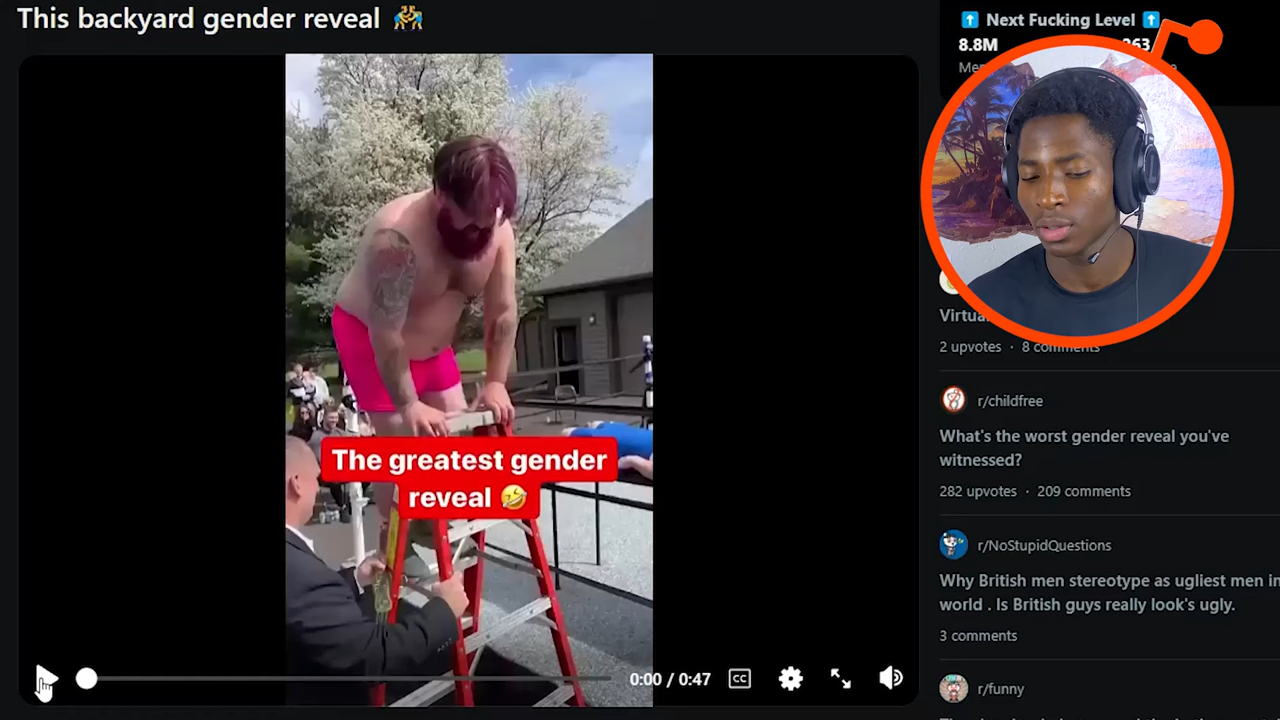 This backyard gender reveal 🤼
⬆️ Next Fucking Level ⬆️
8.8M
263
The greatest gender
reveal 🤣
0:00 / 0:47
CC
2 upvotes · 8 comments
r/childfree
What's the worst gender reveal you've
witnessed?
282 upvotes · 209 comments
r/NoStupidQuestions
Why British men stereotype as ugliest men in
world . Is British guys really look's ugly.
3 comments
r/funny